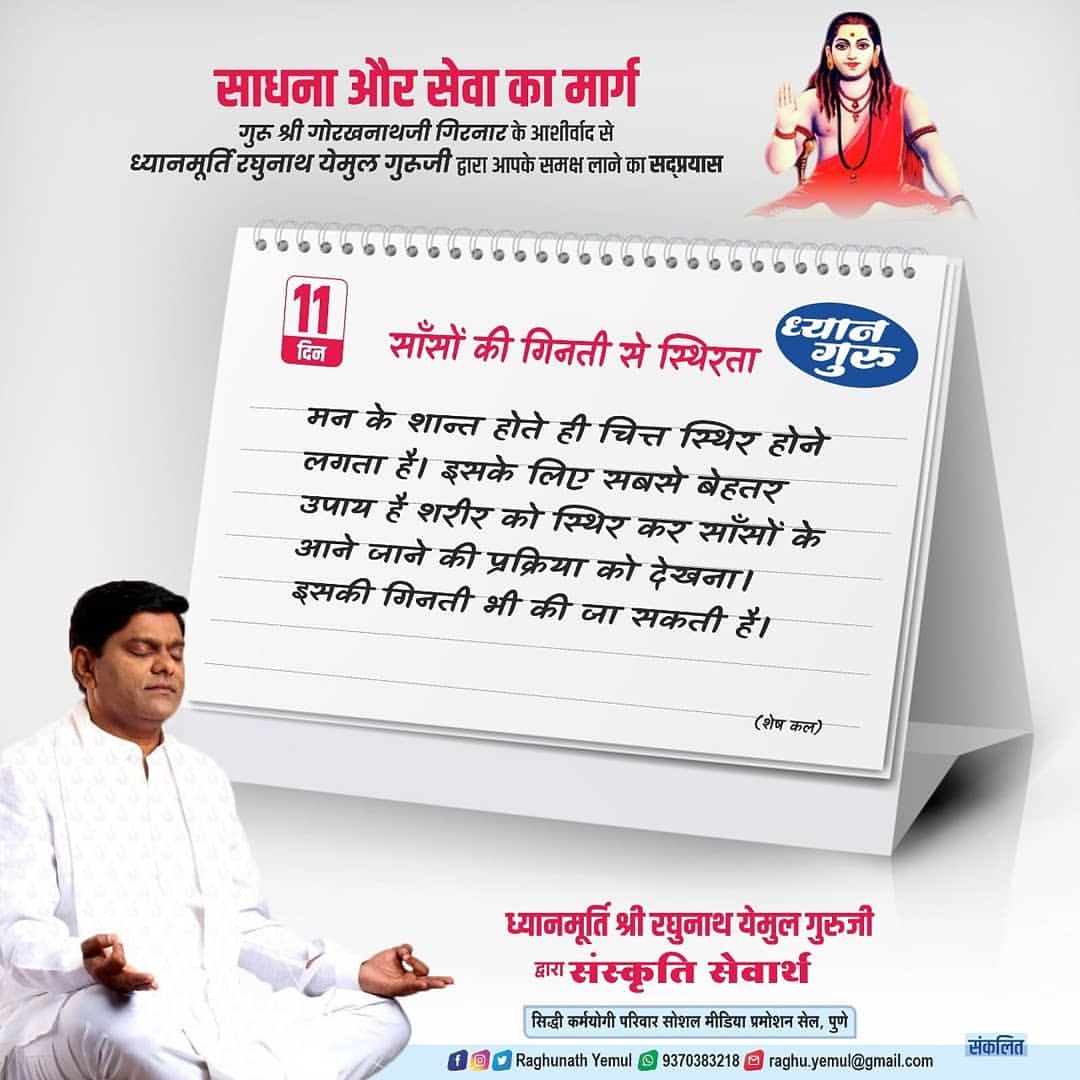 साधना और सेवा का मार्ग
गुरू श्री गोरखनाथजी गिरनार के आशीर्वाद से
ध्यानमूर्ति रघुनाथ येमुल गुरूजी द्वारा आपके समक्ष लाने का सद्प्रयास
11
दिन
साँसों की गिनती से स्थिरता
ध्यान
गुरू
मन के शान्त होते ही चित्त स्थिर होने
लगता है। इसके लिए सबसे बेहतर
उपाय है शरीर को स्थिर कर साँसों के
आने जाने की प्रक्रिया को देखना।
इसकी गिनती भी की जा सकती है।
(शेष कल)
ध्यानमूर्ति श्री रघुनाथ येमुल गुरुजी
द्वारा संस्कृति सेवार्थ
सिद्धी कर्मयोगी परिवार सोशल मीडिया प्रमोशन सेल, पुणे
Raghunath Yemul 9370383218 raghu.yemul@gmail.com
संकलित